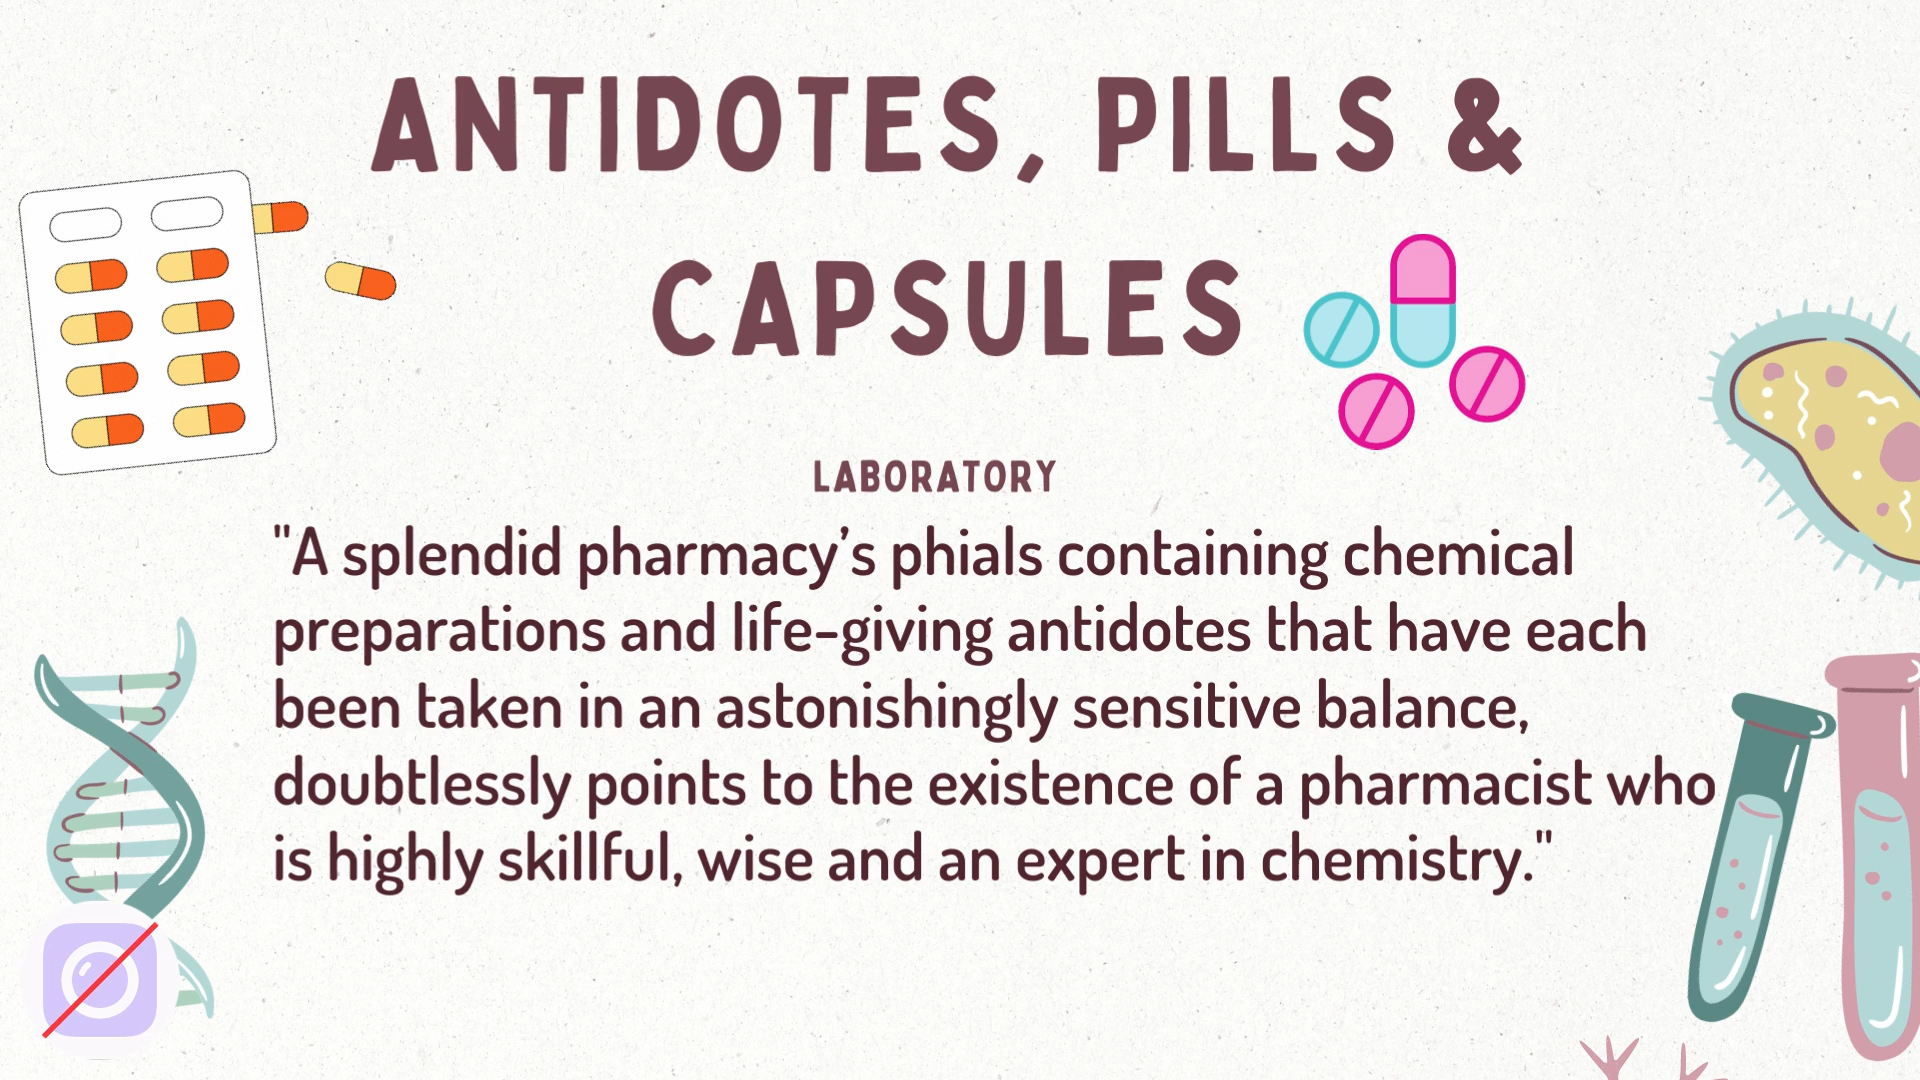 ANTIDOTES, PILLS &
CAPSULES
LABORATORY
"A splendid pharmacy’s phials containing chemical
preparations and life-giving antidotes that have each
been taken in an astonishingly sensitive balance,
doubtlessly points to the existence of a pharmacist who
is highly skillful, wise and an expert in chemistry."